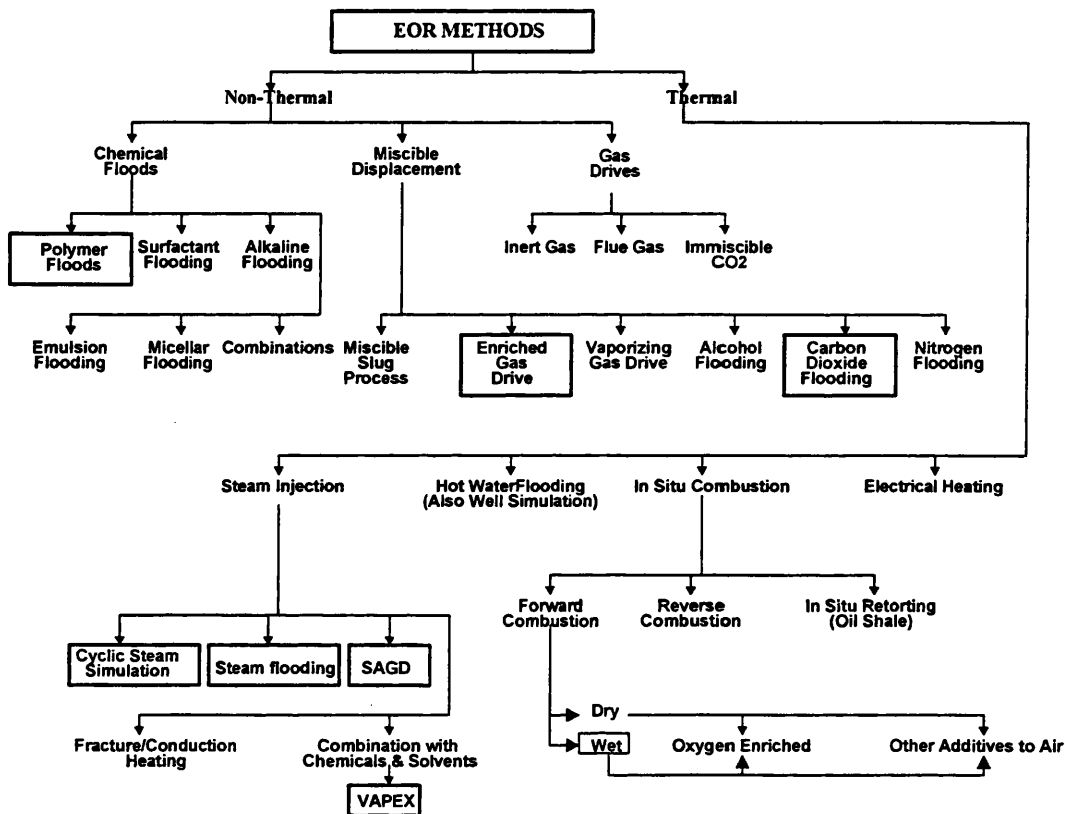 EOR METHODS
Non-Thermal
Thermal
Chemical
Floods
Miscible
Displacement
Gas
Drives
Polymer
Floods
Surfactant
Flooding
Alkaline
Flooding
Inert Gas
Flue Gas
Immiscible
CO2
Emulsion
Flooding
Micellar
Flooding
Combinations
Miscible
Slug
Process
Enriched
Gas
Drive
Vaporizing
Gas Drive
Alcohol
Flooding
Carbon
Dioxide
Flooding
Nitrogen
Flooding
Steam Injection
Hot WaterFlooding
(Also Well Simulation)
In Situ Combustion
Electrical Heating
Forward
Combustion
Reverse
Combustion
In Situ Retorting
(Oil Shale)
Cyclic Steam
Simulation
Steam flooding
SAGD
Fracture/Conduction
Heating
Combination with
Chemicals & Solvents
VAPEX
Dry
Wet
Oxygen Enriched
Other Additives to Air